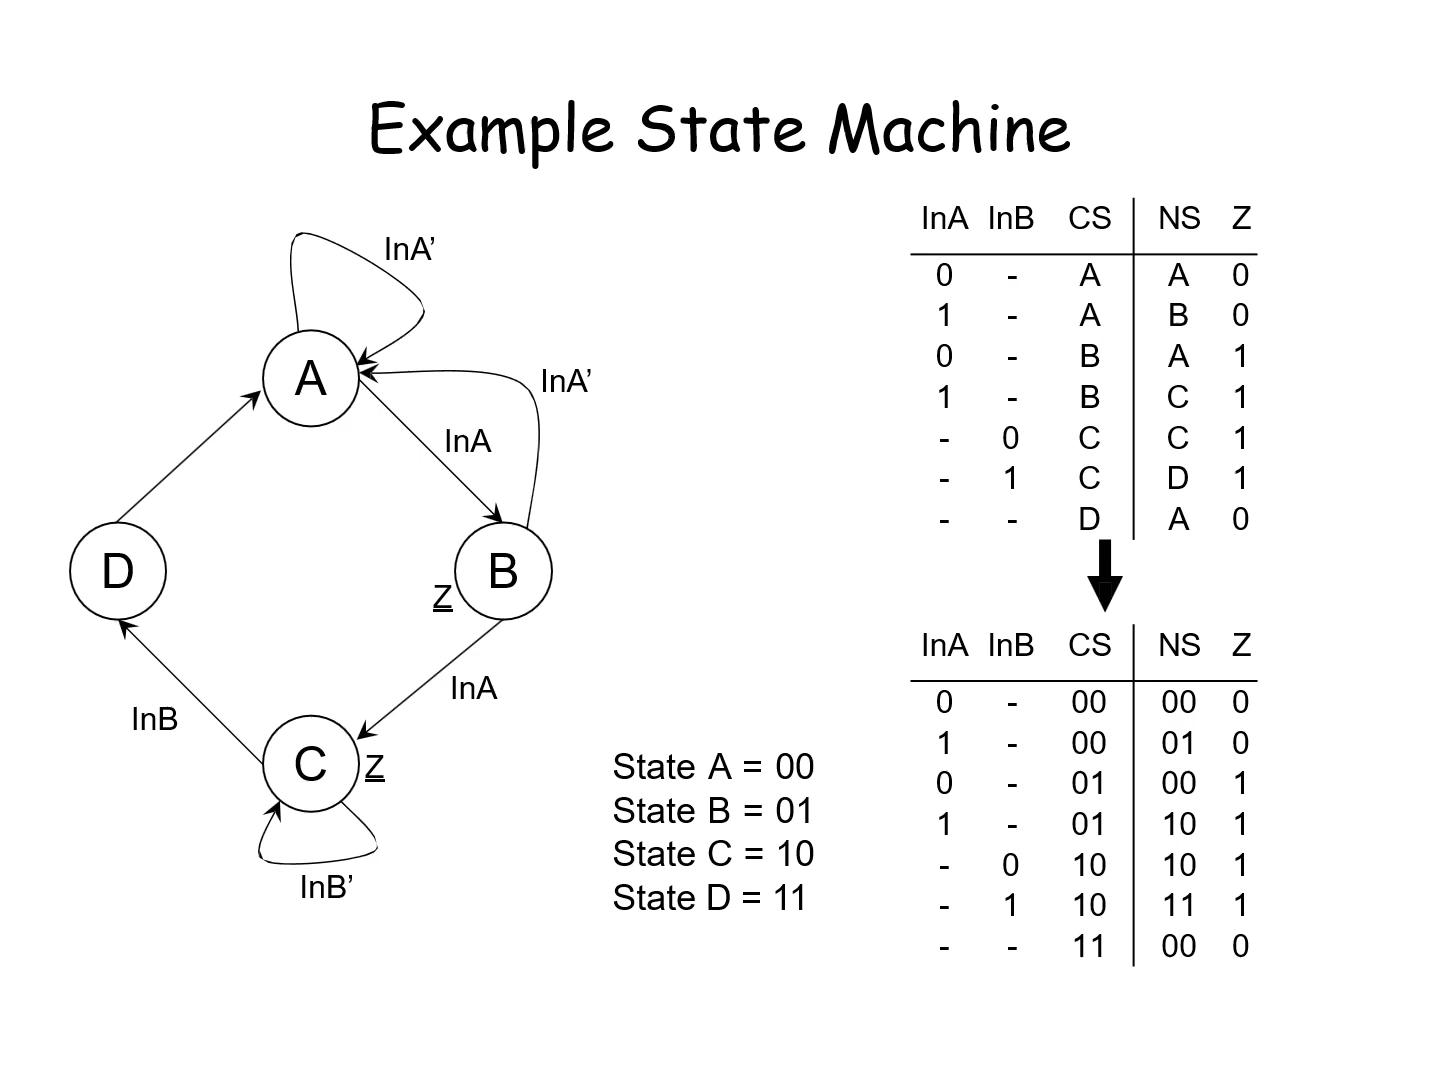 Example State Machine
InA’
A
InA’
InA
D
B
Z
InA
InB
C
Z
InB’
State A = 00
State B = 01
State C = 10
State D = 11
InA InB CS NS Z
0 - A A 0
1 - A B 0
0 - B A 1
1 - B C 1
- 0 C C 1
- 1 C D 1
- - D A 0
InA InB CS NS Z
0 - 00 00 0
1 - 00 01 0
0 - 01 00 1
1 - 01 10 1
- 0 10 10 1
- 1 10 11 1
- - 11 00 0